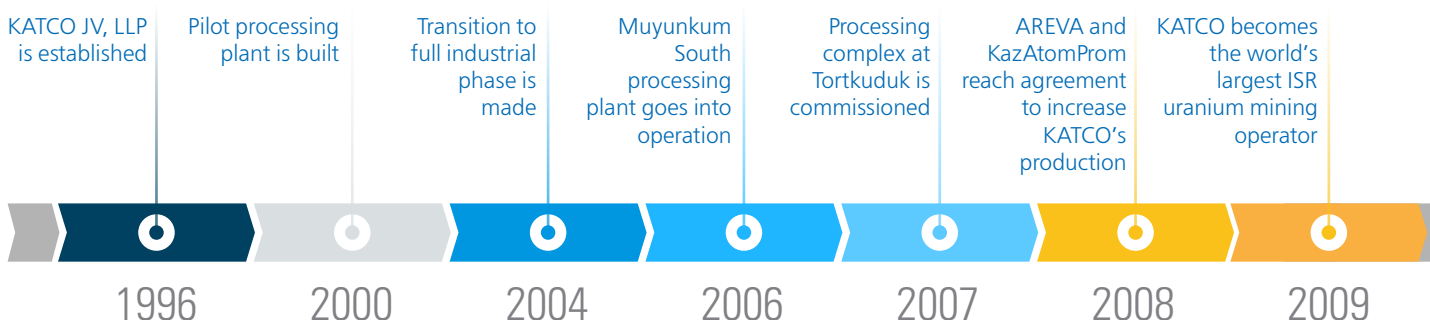 KATCO JV, LLP
is established
Pilot processing
plant is built
Transition to
full industrial
phase is
made
Muyunkum
South
processing
plant goes into
operation
Processing
complex at
Tortkuduk is
commissioned
AREVA and
KazAtomProm
reach agreement
to increase
KATCO’s
production
KATCO becomes
the world’s
largest ISR
uranium mining
operator
1996
2000
2004
2006
2007
2008
2009